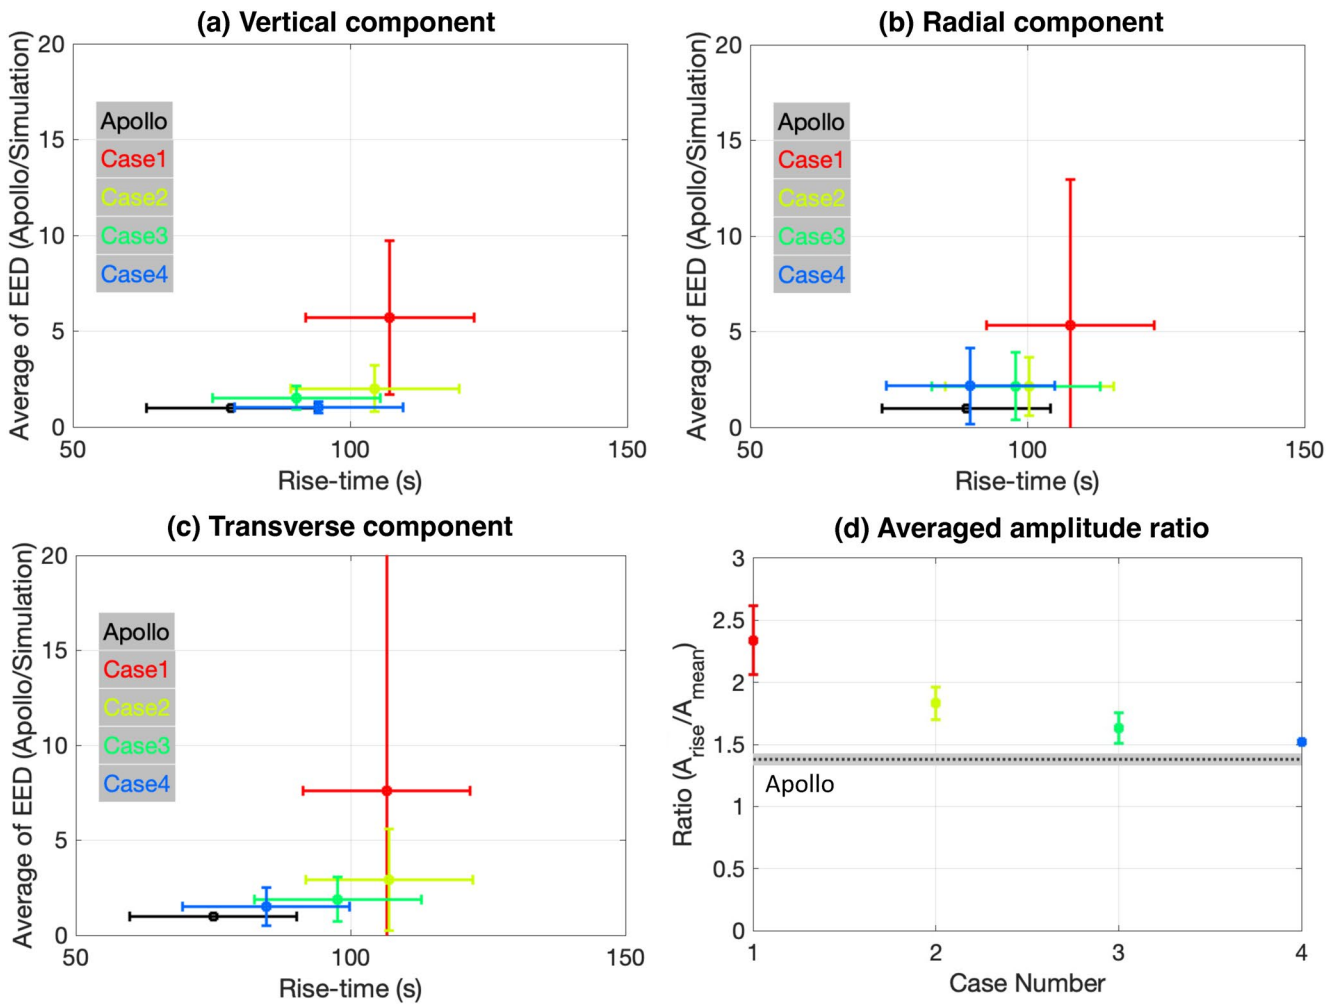 (a) Vertical component
Average of EED (Apollo/Simulation)
20
15
10
5
0
Apollo
Case1
Case2
Case3
Case4
50
100
150
Rise-time (s)
(b) Radial component
Average of EED (Apollo/Simulation)
20
15
10
5
0
Apollo
Case1
Case2
Case3
Case4
50
100
150
Rise-time (s)
(c) Transverse component
Average of EED (Apollo/Simulation)
20
15
10
5
0
Apollo
Case1
Case2
Case3
Case4
50
100
150
Rise-time (s)
(d) Averaged amplitude ratio
Ratio (A_rise/A_mean)
3
2.5
2
1.5
1
0.5
0
Apollo
1
2
3
4
Case Number